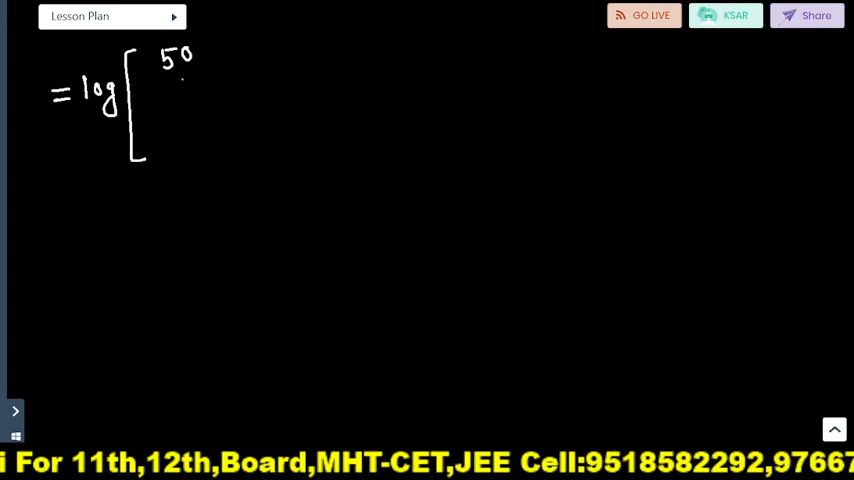 Lesson Plan
GO LIVE
KSAR
Share
50
= log [
i For 11th,12th,Board,MHT-CET,JEE Cell:9518582292,97667